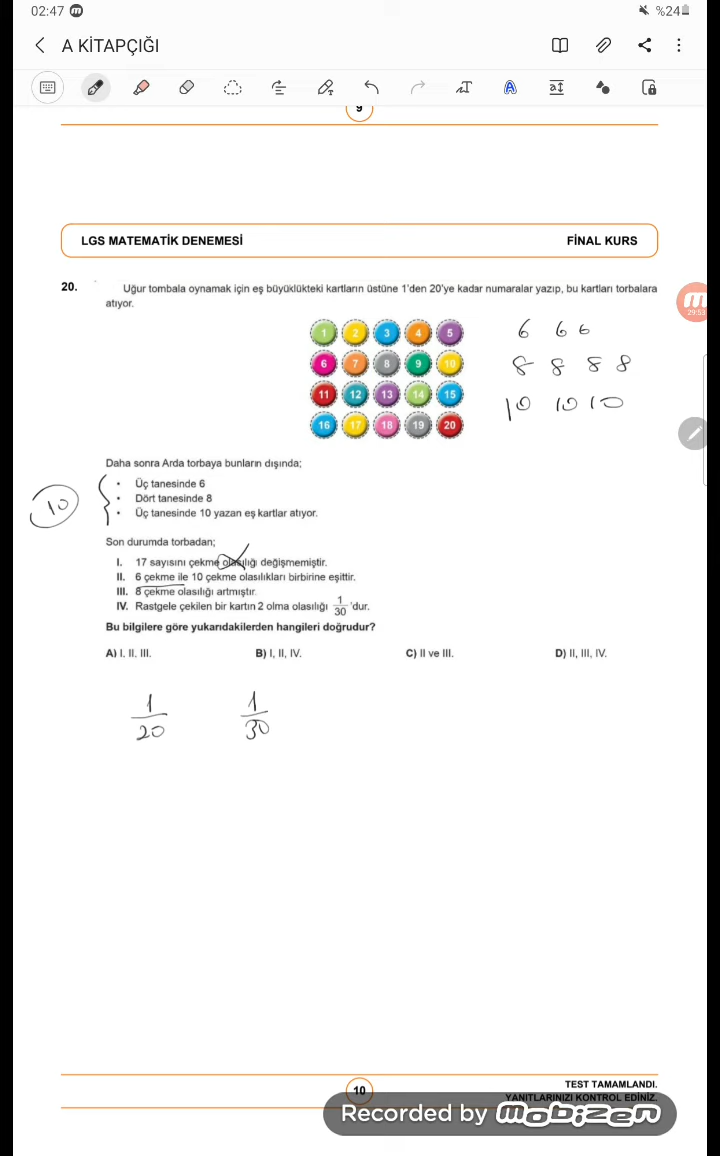 02:47 %24
A KİTAPÇIĞI
9
LGS MATEMATİK DENEMESİ FİNAL KURS
20. Uğur tombala oynamak için eş büyüklükteki kartların üstüne 1'den 20'ye kadar numaralar yazıp, bu kartları torbalara
atıyor.
29:53
1 2 3 4 5
6 7 8 9 10
11 12 13 14 15
16 17 18 19 20
6 6 6
8 8 8 8
10 10 10
Daha sonra Arda torbaya bunların dışında;
10
• Üç tanesinde 6
• Dört tanesinde 8
• Üç tanesinde 10 yazan eş kartlar atıyor.
Son durumda torbadan;
I. 17 sayısını çekme olasılığı değişmemiştir.
II. 6 çekme ile 10 çekme olasılıkları birbirine eşittir.
III. 8 çekme olasılığı artmıştır.
IV. Rastgele çekilen bir kartın 2 olma olasılığı 1/30 'dur.
Bu bilgilere göre yukarıdakilerden hangileri doğrudur?
A) I, II, III. B) I, II, IV. C) II ve III. D) II, III, IV.
1/20 1/30
10
TEST TAMAMLANDI.
YANITLARINIZI KONTROL EDİNİZ.
Recorded by mobizen